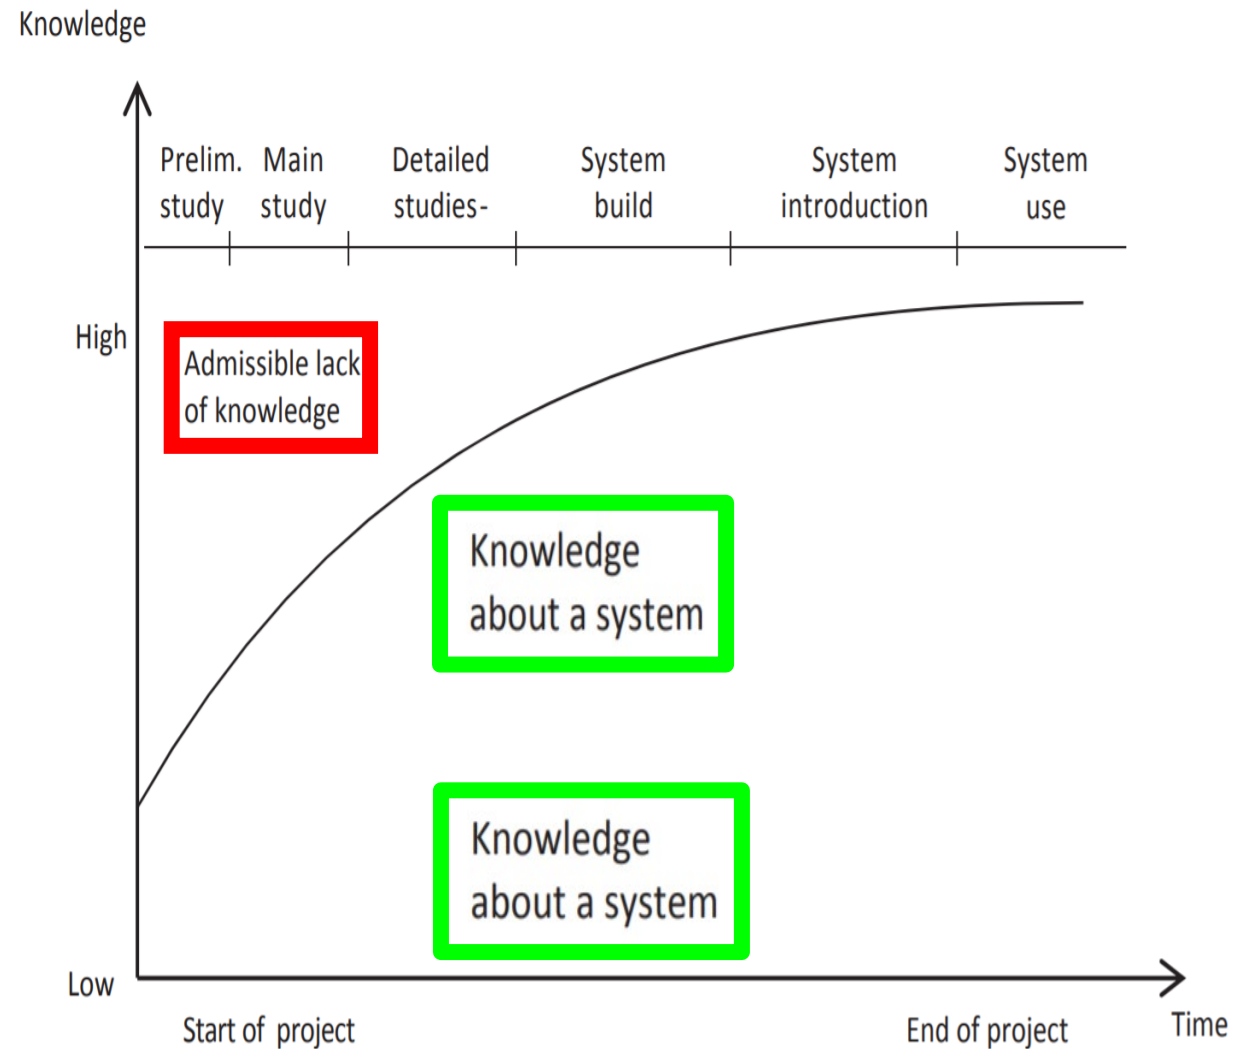 Knowledge
Prelim. Main Detailed System System System
study study studies- build introduction use
High
Admissible lack
of knowledge
Knowledge
about a system
Knowledge
about a system
Low
Start of project End of project Time